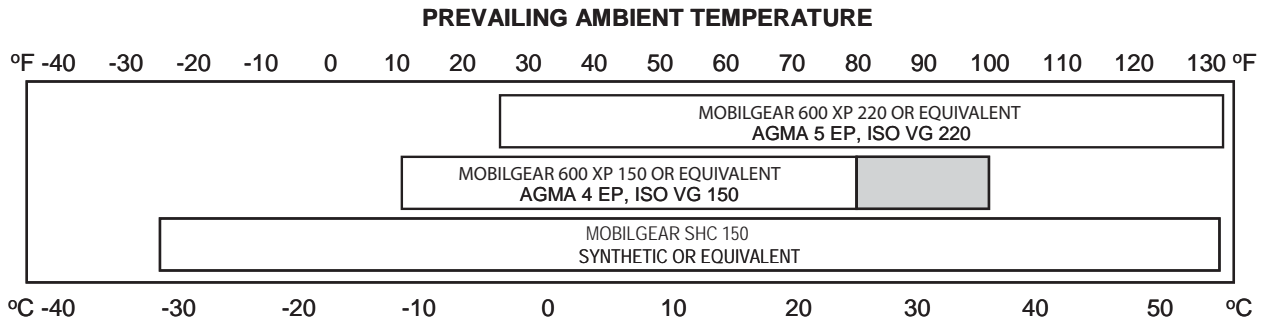 PREVAILING AMBIENT TEMPERATURE
ºF -40 -30 -20 -10 0 10 20 30 40 50 60 70 80 90 100 110 120 130 ºF
MOBILGEAR 600 XP 220 OR EQUIVALENT
AGMA 5 EP, ISO VG 220
MOBILGEAR 600 XP 150 OR EQUIVALENT
AGMA 4 EP, ISO VG 150
MOBILGEAR SHC 150
SYNTHETIC OR EQUIVALENT
ºC -40 -30 -20 -10 0 10 20 30 40 50 ºC